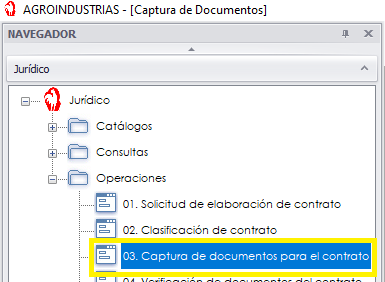 AGROINDUSTRIAS - [Captura de Documentos]
NAVEGADOR
Jurídico
Jurídico
Catálogos
Consultas
Operaciones
01. Solicitud de elaboración de contrato
02. Clasificación de contrato
03. Captura de documentos para el contrato
04. Verificación de documentos del contrato